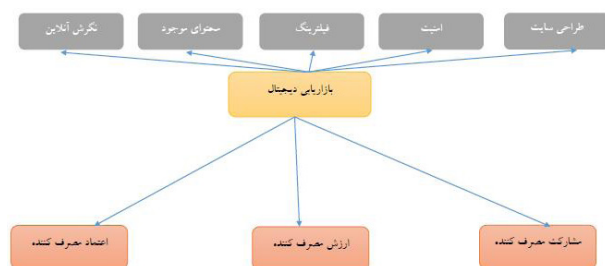 طراحی سایت
امنیت
فیلترینگ
محتوای موجود
نگرش آنلاین
بازاریابی دیجیتال
مشارکت مصرف کننده
ارزش مصرف کننده
اعتماد مصرف کننده